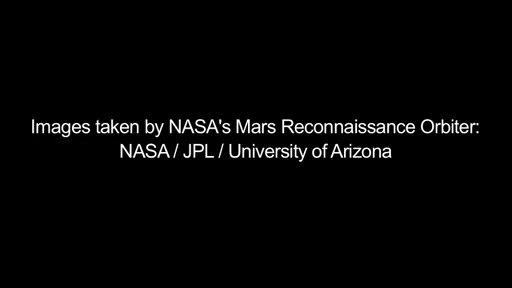 Images taken by NASA's Mars Reconnaissance Orbiter:
NASA / JPL / University of Arizona